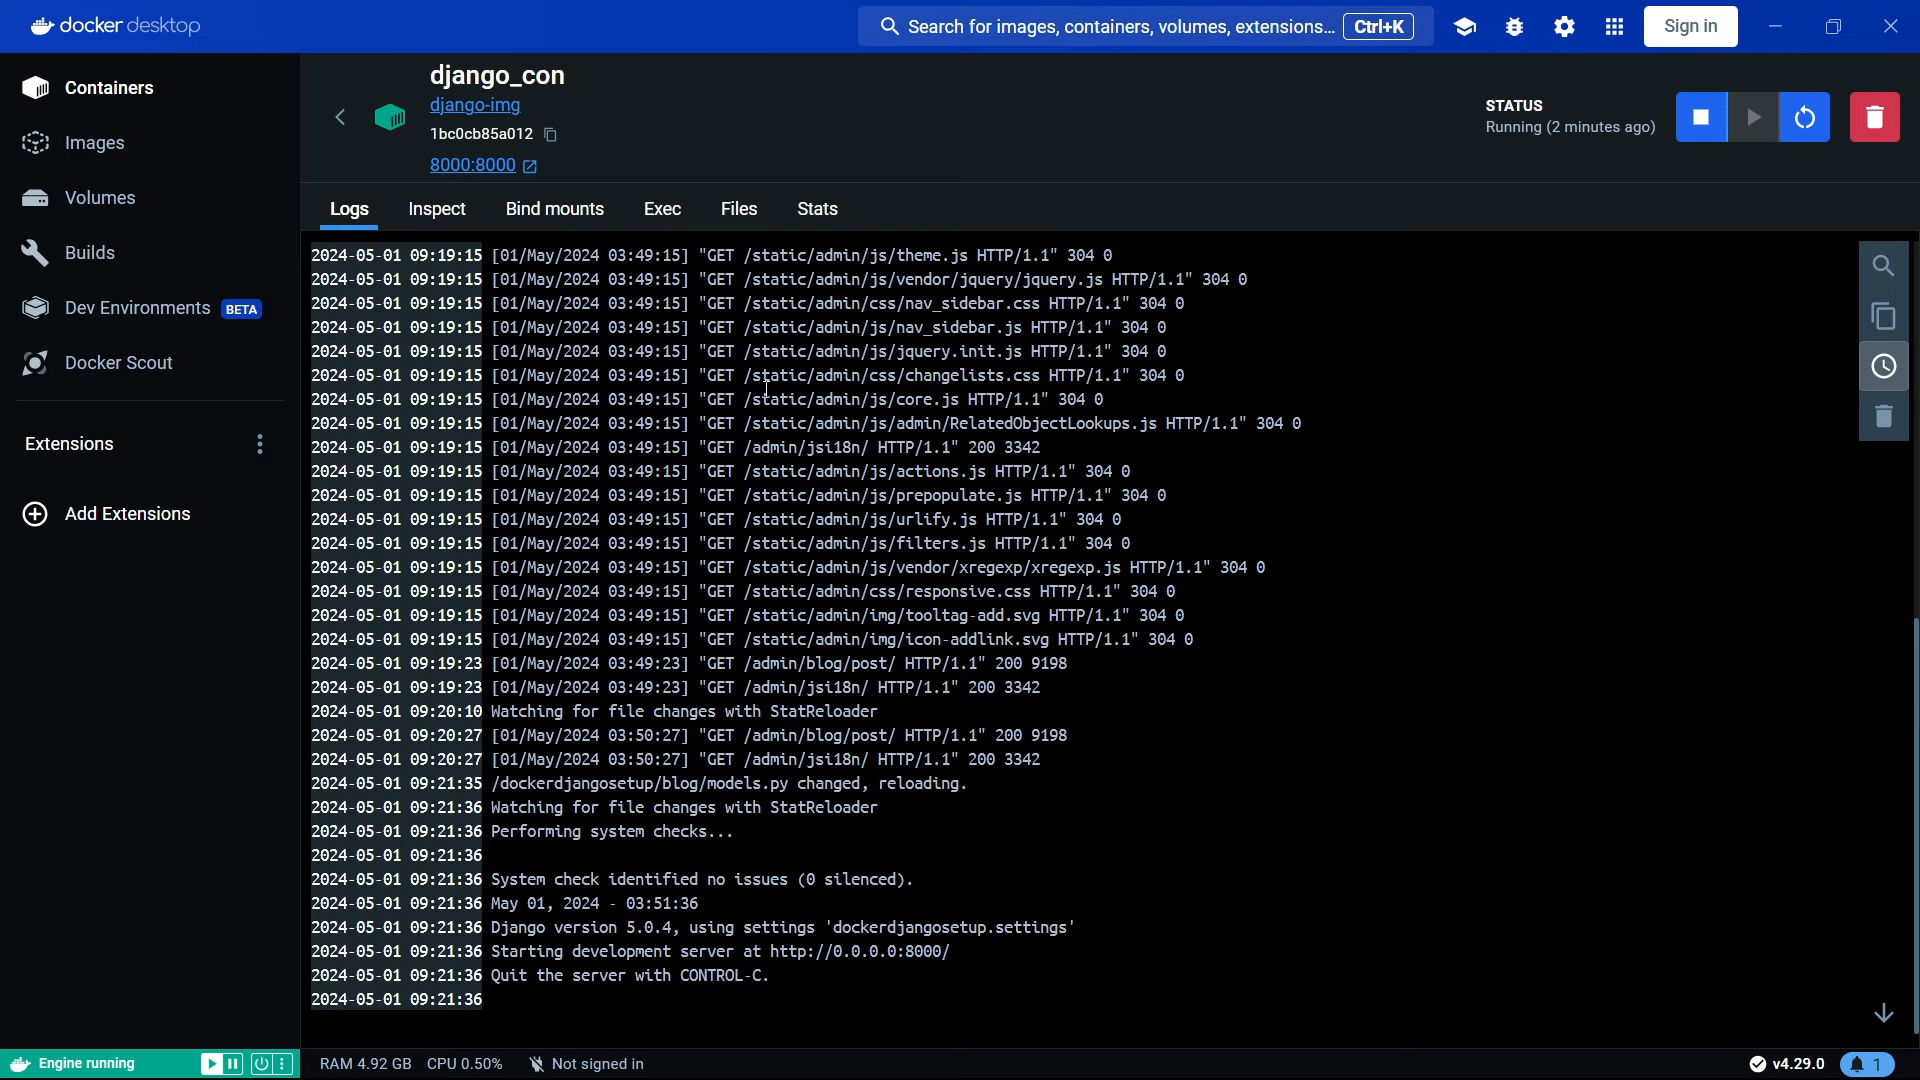 docker desktop
Search for images, containers, volumes, extensions... Ctrl+K
Sign in
Containers
Images
Volumes
Builds
Dev Environments BETA
Docker Scout
Extensions
Add Extensions
django_con
django-img
1bc0cb85a012
8000:8000
STATUS
Running (2 minutes ago)
Logs Inspect Bind mounts Exec Files Stats
2024-05-01 09:19:15 [01/May/2024 03:49:15] "GET /static/admin/js/theme.js HTTP/1.1" 304 0
2024-05-01 09:19:15 [01/May/2024 03:49:15] "GET /static/admin/js/vendor/jquery/jquery.js HTTP/1.1" 304 0
2024-05-01 09:19:15 [01/May/2024 03:49:15] "GET /static/admin/css/nav_sidebar.css HTTP/1.1" 304 0
2024-05-01 09:19:15 [01/May/2024 03:49:15] "GET /static/admin/js/nav_sidebar.js HTTP/1.1" 304 0
2024-05-01 09:19:15 [01/May/2024 03:49:15] "GET /static/admin/js/jquery.init.js HTTP/1.1" 304 0
2024-05-01 09:19:15 [01/May/2024 03:49:15] "GET /static/admin/css/changelists.css HTTP/1.1" 304 0
2024-05-01 09:19:15 [01/May/2024 03:49:15] "GET /static/admin/js/core.js HTTP/1.1" 304 0
2024-05-01 09:19:15 [01/May/2024 03:49:15] "GET /static/admin/js/admin/RelatedObjectLookups.js HTTP/1.1" 304 0
2024-05-01 09:19:15 [01/May/2024 03:49:15] "GET /admin/jsi18n/ HTTP/1.1" 200 3342
2024-05-01 09:19:15 [01/May/2024 03:49:15] "GET /static/admin/js/actions.js HTTP/1.1" 304 0
2024-05-01 09:19:15 [01/May/2024 03:49:15] "GET /static/admin/js/prepopulate.js HTTP/1.1" 304 0
2024-05-01 09:19:15 [01/May/2024 03:49:15] "GET /static/admin/js/urlify.js HTTP/1.1" 304 0
2024-05-01 09:19:15 [01/May/2024 03:49:15] "GET /static/admin/js/filters.js HTTP/1.1" 304 0
2024-05-01 09:19:15 [01/May/2024 03:49:15] "GET /static/admin/js/vendor/xregexp/xregexp.js HTTP/1.1" 304 0
2024-05-01 09:19:15 [01/May/2024 03:49:15] "GET /static/admin/css/responsive.css HTTP/1.1" 304 0
2024-05-01 09:19:15 [01/May/2024 03:49:15] "GET /static/admin/img/tooltag-add.svg HTTP/1.1" 304 0
2024-05-01 09:19:15 [01/May/2024 03:49:15] "GET /static/admin/img/icon-addlink.svg HTTP/1.1" 304 0
2024-05-01 09:19:23 [01/May/2024 03:49:23] "GET /admin/blog/post/ HTTP/1.1" 200 9198
2024-05-01 09:19:23 [01/May/2024 03:49:23] "GET /admin/jsi18n/ HTTP/1.1" 200 3342
2024-05-01 09:20:10 Watching for file changes with StatReloader
2024-05-01 09:20:27 [01/May/2024 03:50:27] "GET /admin/blog/post/ HTTP/1.1" 200 9198
2024-05-01 09:20:27 [01/May/2024 03:50:27] "GET /admin/jsi18n/ HTTP/1.1" 200 3342
2024-05-01 09:21:35 /dockerdjangosetup/blog/models.py changed, reloading.
2024-05-01 09:21:36 Watching for file changes with StatReloader
2024-05-01 09:21:36 Performing system checks...
2024-05-01 09:21:36
2024-05-01 09:21:36 System check identified no issues (0 silenced).
2024-05-01 09:21:36 May 01, 2024 - 03:51:36
2024-05-01 09:21:36 Django version 5.0.4, using settings 'dockerdjangosetup.settings'
2024-05-01 09:21:36 Starting development server at http://0.0.0.0:8000/
2024-05-01 09:21:36 Quit the server with CONTROL-C.
2024-05-01 09:21:36
Engine running
RAM 4.92 GB CPU 0.50% Not signed in
v4.29.0
1